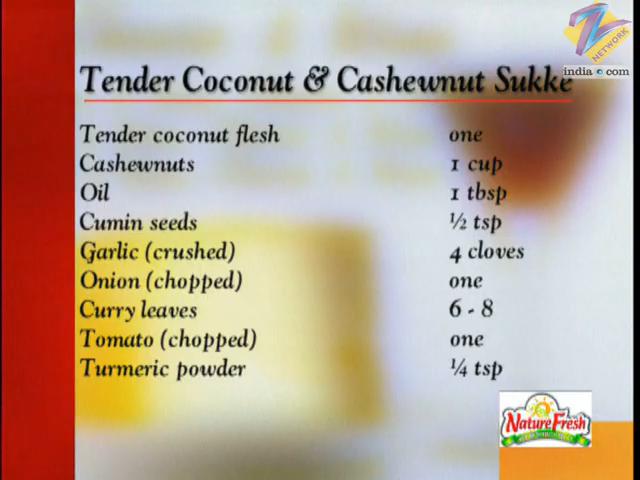 Z
NETWORK
india.com
Tender Coconut & Cashewnut Sukke
Tender coconut flesh one
Cashewnuts 1 cup
Oil 1 tbsp
Cumin seeds ½ tsp
Garlic (crushed) 4 cloves
Onion (chopped) one
Curry leaves 6 - 8
Tomato (chopped) one
Turmeric powder ¼ tsp
NATURE FRESH